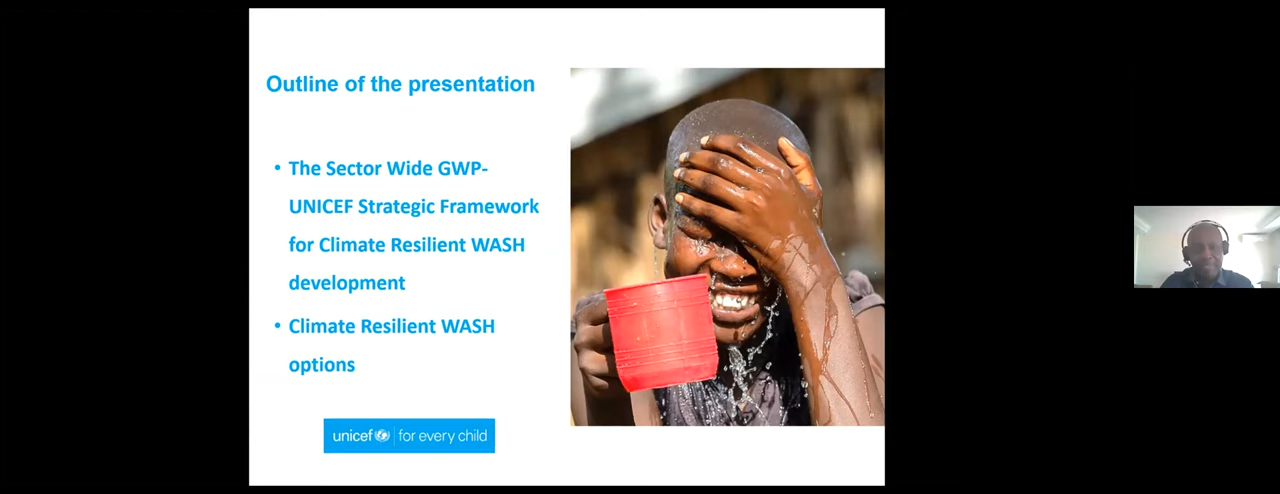 Outline of the presentation
• The Sector Wide GWP-
UNICEF Strategic Framework
for Climate Resilient WASH
development
• Climate Resilient WASH
options
unicef | for every child